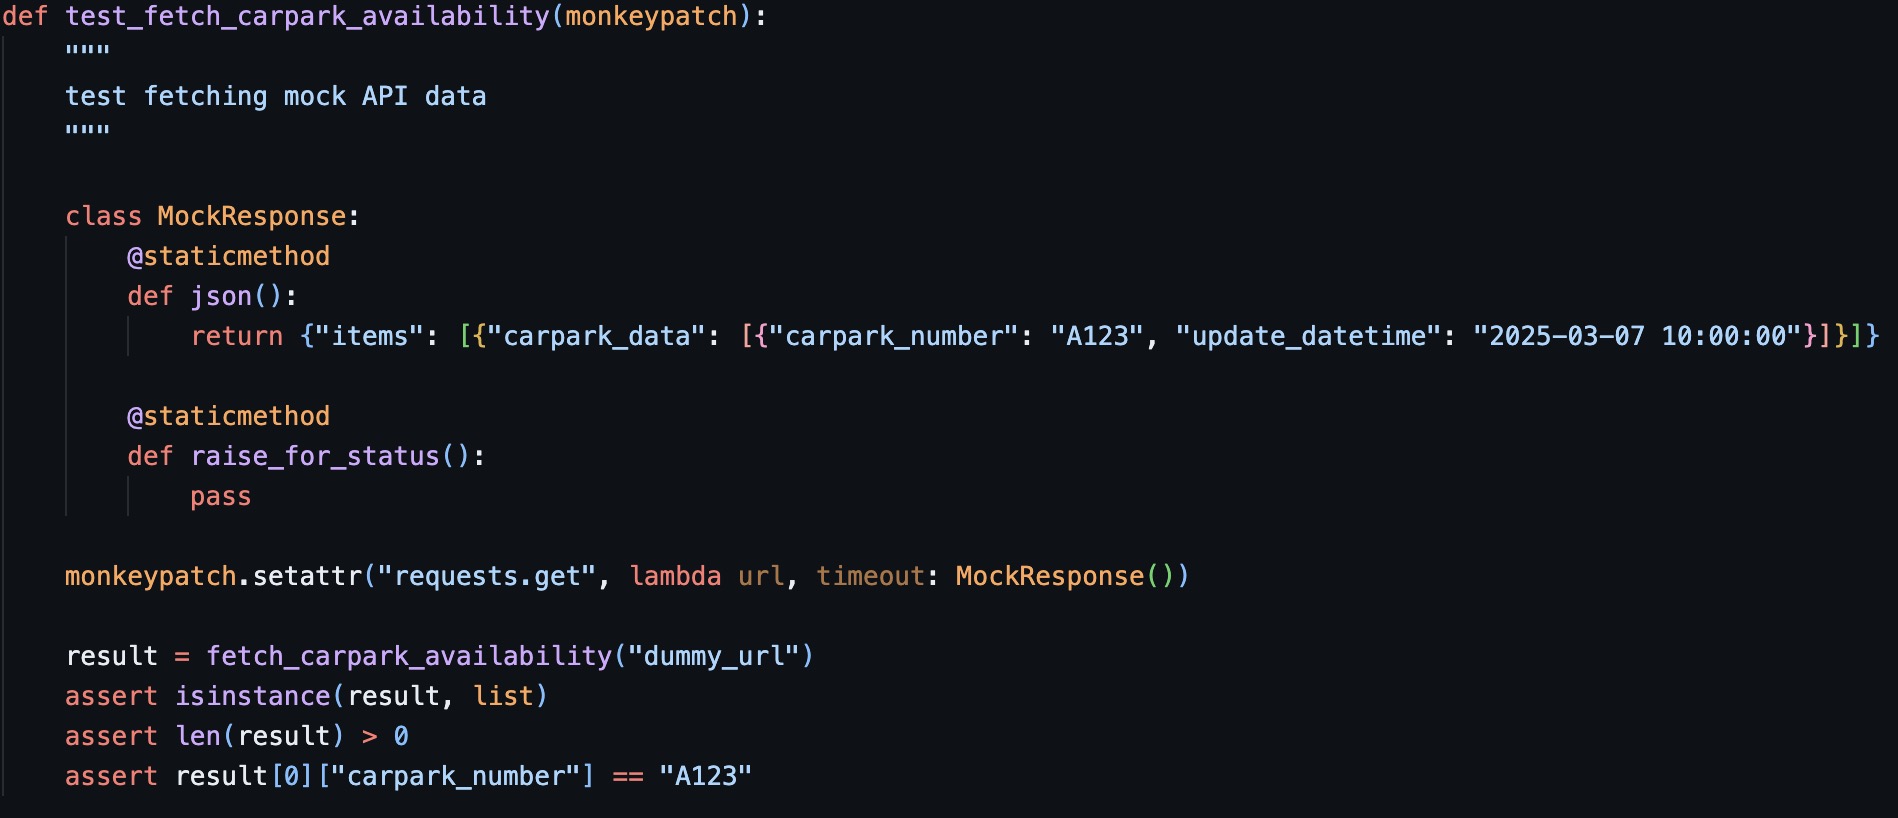 def test_fetch_carpark_availability(monkeypatch):
    """
    test fetching mock API data
    """

    class MockResponse:
        @staticmethod
        def json():
            return {"items": [{"carpark_data": [{"carpark_number": "A123", "update_datetime": "2025-03-07 10:00:00"}]}]}

        @staticmethod
        def raise_for_status():
            pass

    monkeypatch.setattr("requests.get", lambda url, timeout: MockResponse())

    result = fetch_carpark_availability("dummy_url")
    assert isinstance(result, list)
    assert len(result) > 0
    assert result[0]["carpark_number"] == "A123"